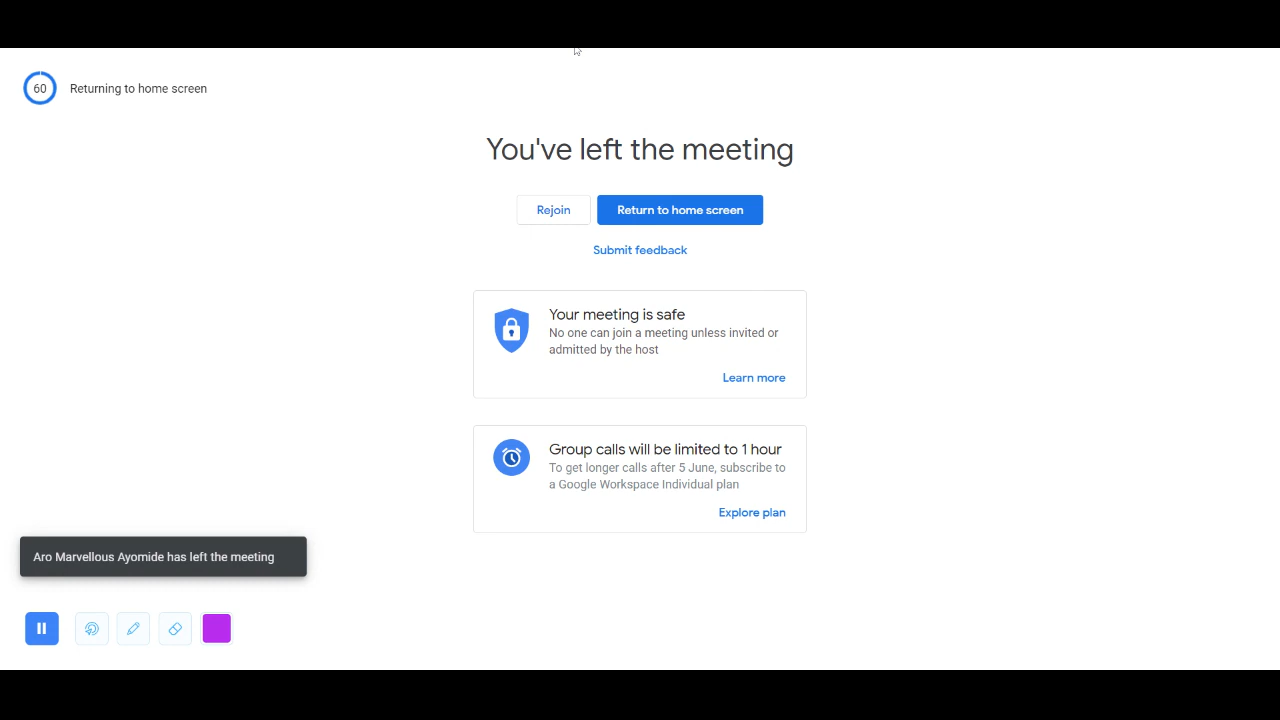 60 Returning to home screen
You've left the meeting
Rejoin Return to home screen
Submit feedback
Your meeting is safe
No one can join a meeting unless invited or
admitted by the host
Learn more
Group calls will be limited to 1 hour
To get longer calls after 5 June, subscribe to
a Google Workspace Individual plan
Explore plan
Aro Marvellous Ayomide has left the meeting